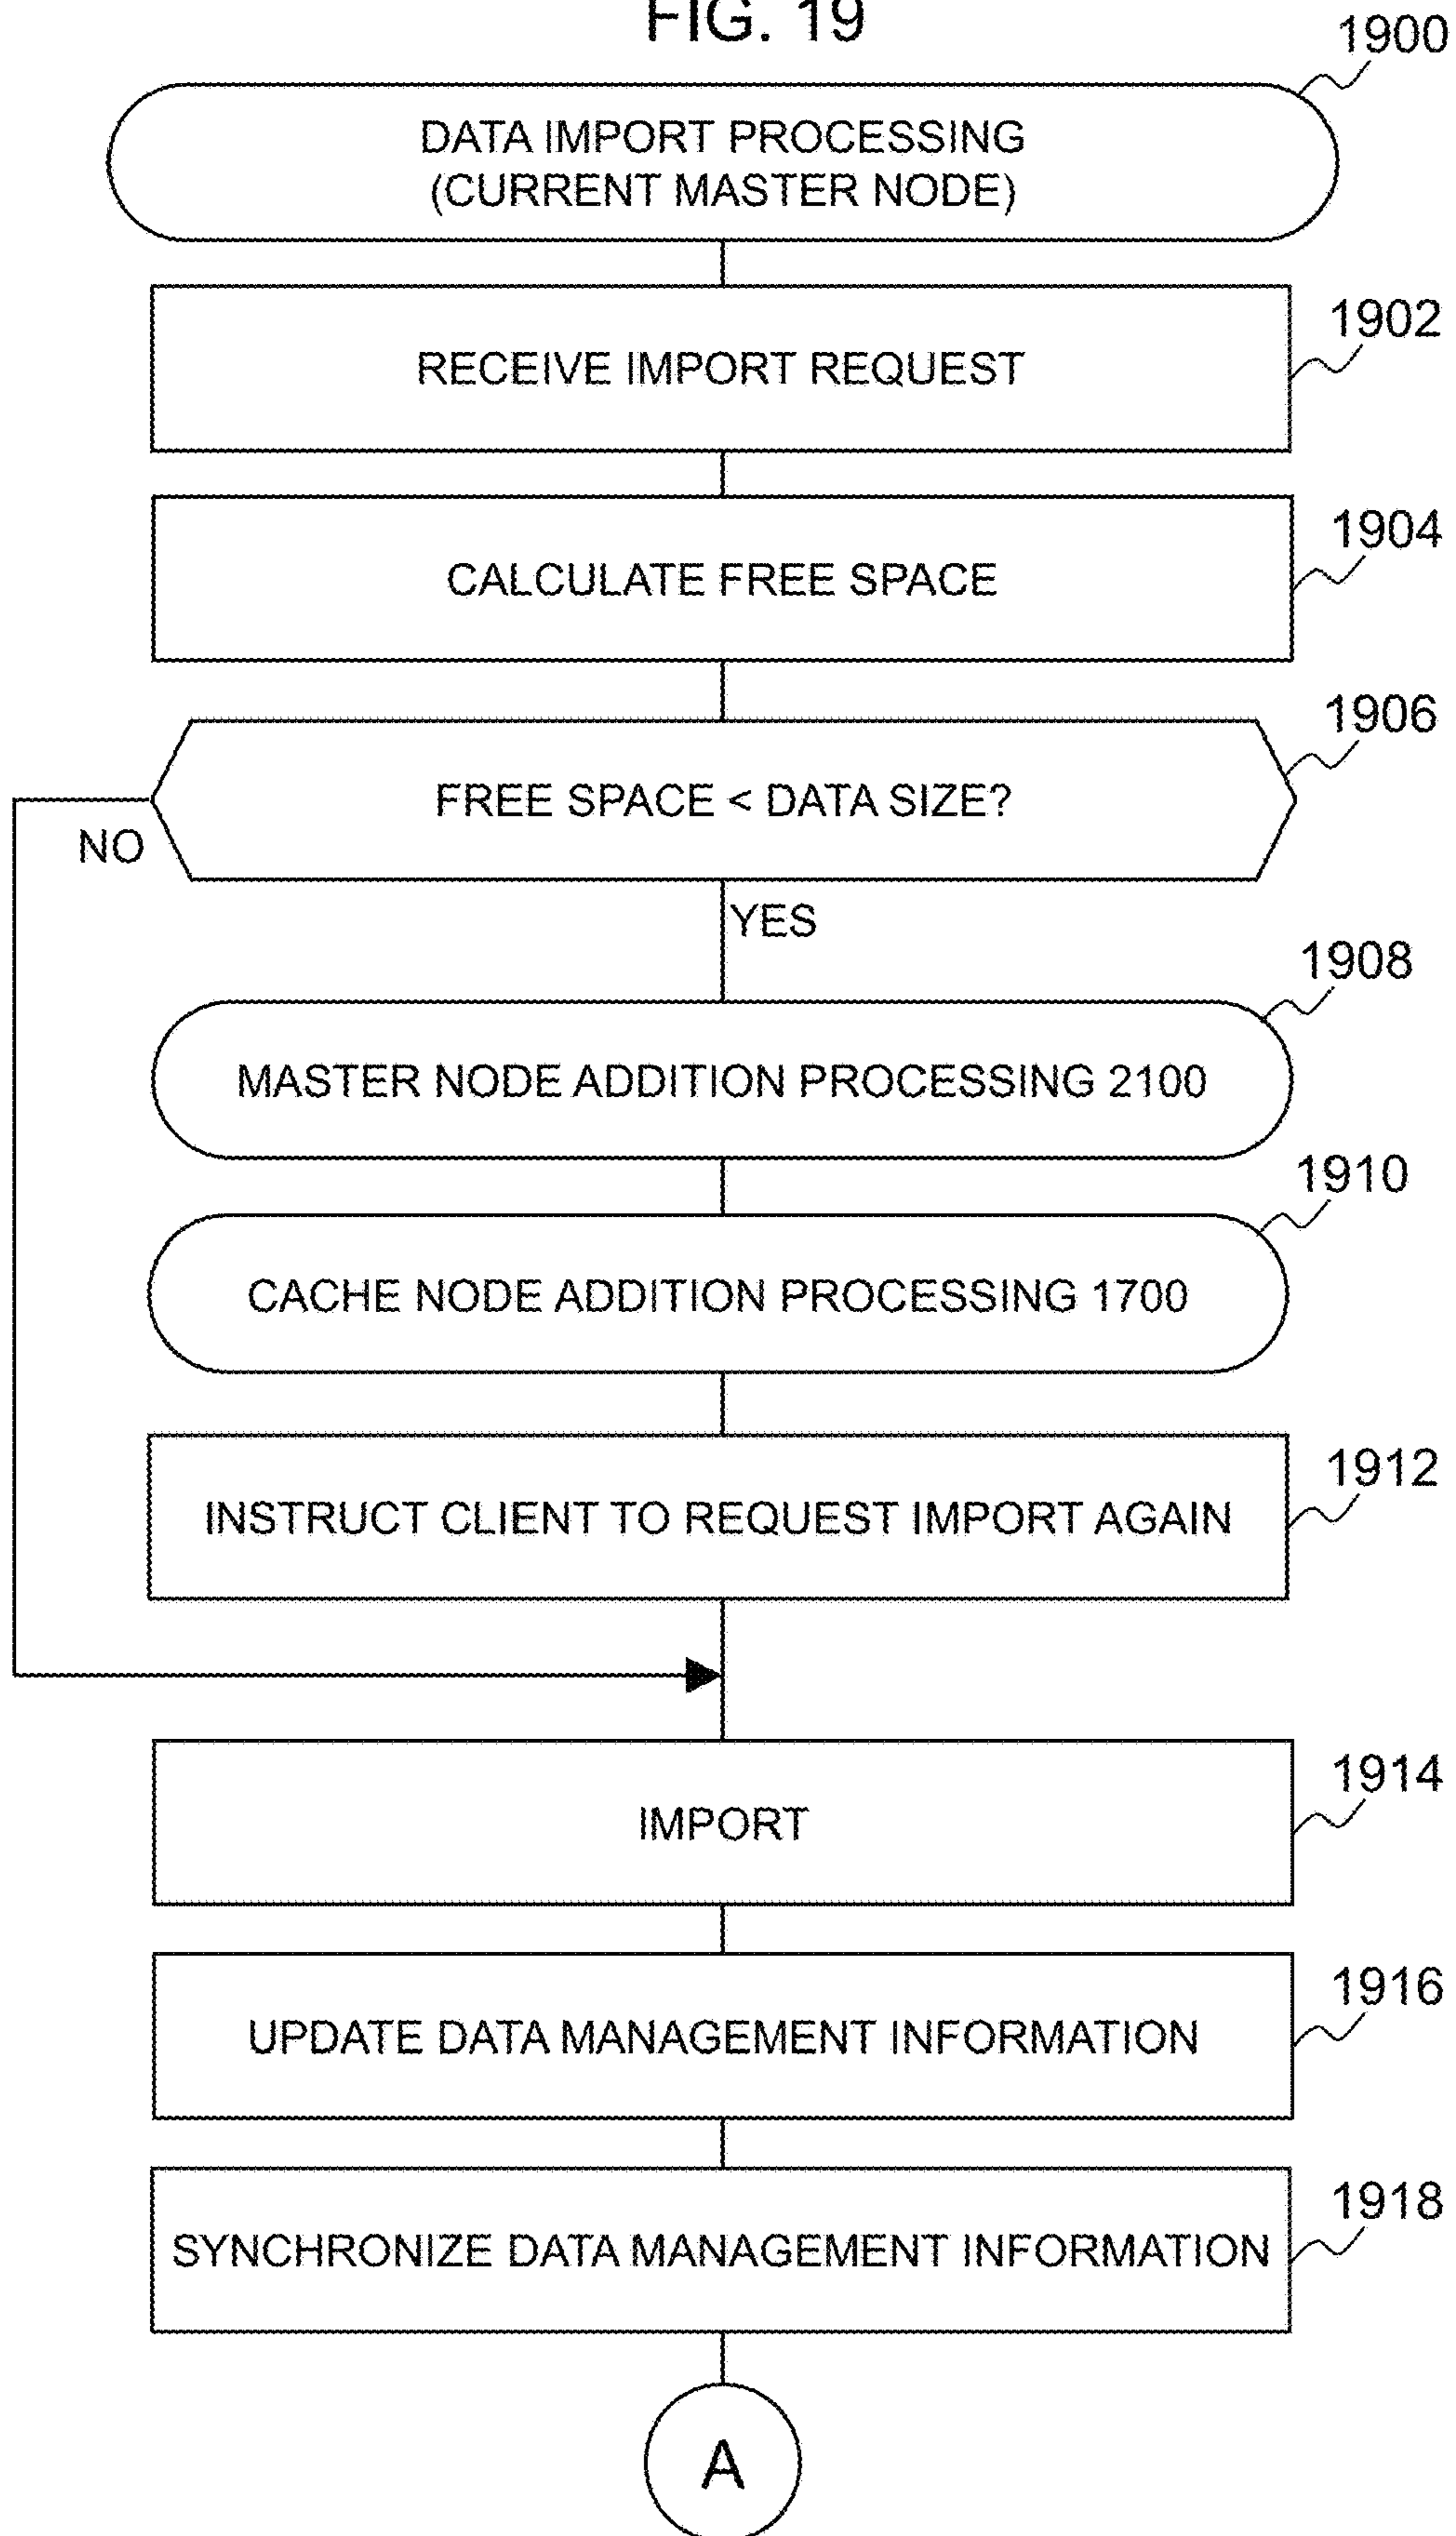 FIG. 19
1900
DATA IMPORT PROCESSING
(CURRENT MASTER NODE)
1902
RECEIVE IMPORT REQUEST
1904
CALCULATE FREE SPACE
1906
FREE SPACE < DATA SIZE?
NO
YES
1908
MASTER NODE ADDITION PROCESSING 2100
1910
CACHE NODE ADDITION PROCESSING 1700
1912
INSTRUCT CLIENT TO REQUEST IMPORT AGAIN
1914
IMPORT
1916
UPDATE DATA MANAGEMENT INFORMATION
1918
SYNCHRONIZE DATA MANAGEMENT INFORMATION
A